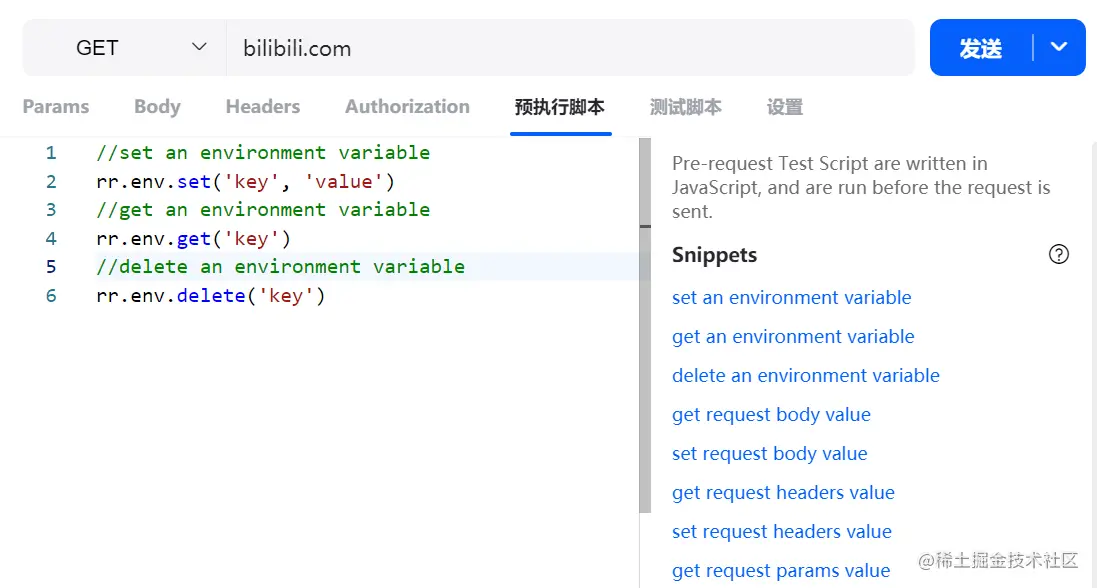 GET
bilibili.com
发送
Params Body Headers Authorization 预执行脚本 测试脚本 设置
1 //set an environment variable
2 rr.env.set('key', 'value')
3 //get an environment variable
4 rr.env.get('key')
5 //delete an environment variable
6 rr.env.delete('key')
Pre-request Test Script are written in
JavaScript, and are run before the request is
sent.
Snippets
set an environment variable
get an environment variable
delete an environment variable
get request body value
set request body value
get request headers value
set request headers value
get request params value
@稀土掘金技术社区